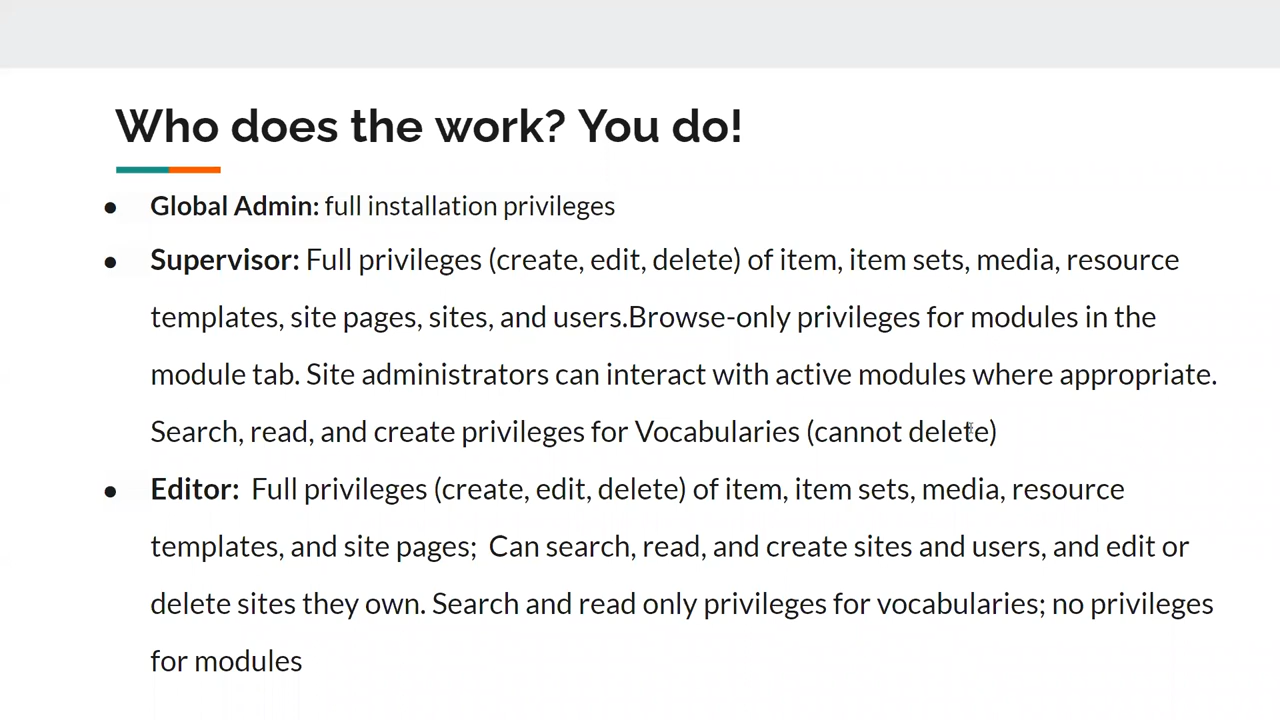 Who does the work? You do!
● Global Admin: full installation privileges
● Supervisor: Full privileges (create, edit, delete) of item, item sets, media, resource
templates, site pages, sites, and users.Browse-only privileges for modules in the
module tab. Site administrators can interact with active modules where appropriate.
Search, read, and create privileges for Vocabularies (cannot delete)
● Editor:  Full privileges (create, edit, delete) of item, item sets, media, resource
templates, and site pages;  Can search, read, and create sites and users, and edit or
delete sites they own. Search and read only privileges for vocabularies; no privileges
for modules